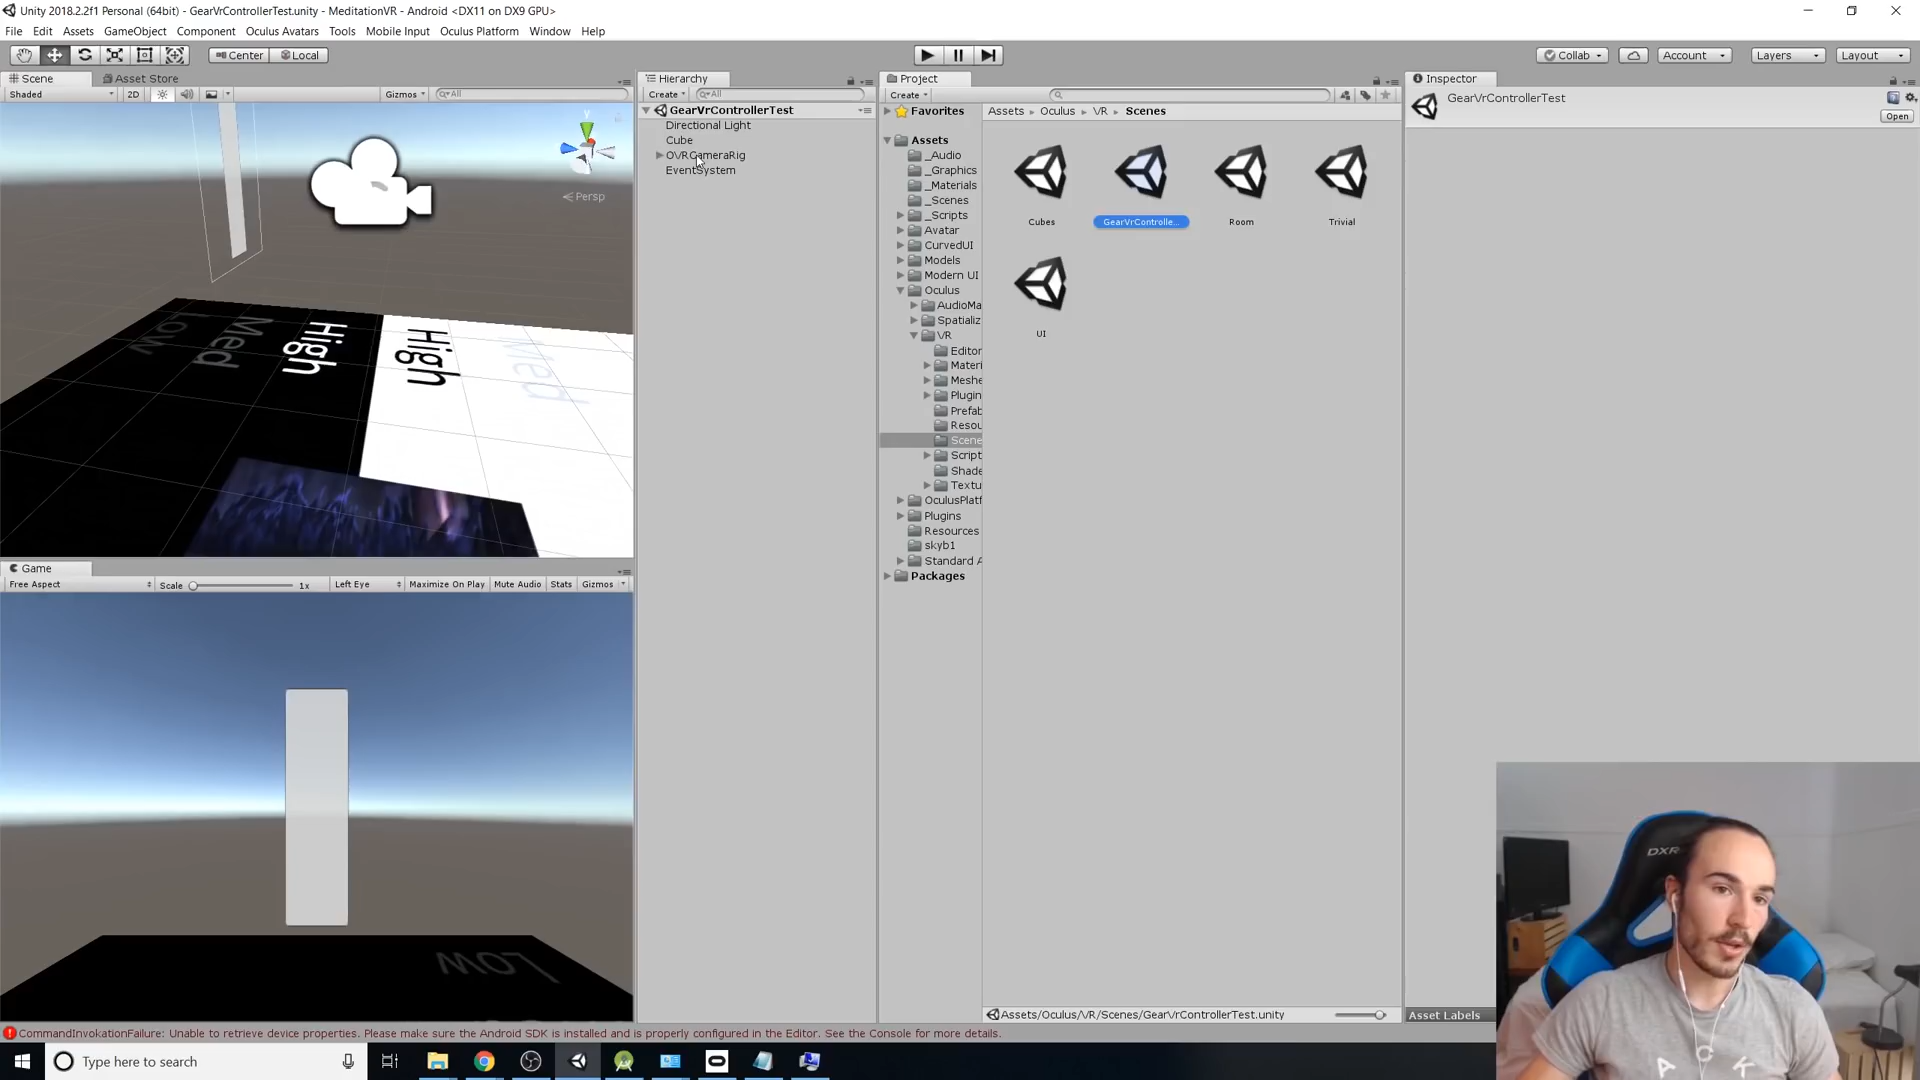 Unity 2018.2.2f1 Personal (64bit) - GearVrControllerTest.unity - MeditationVR - Android <DX11 on DX9 GPU>
File Edit Assets GameObject Component Oculus Avatars Tools Mobile Input Oculus Platform Window Help
Center Local Collab Account Layers Layout
Scene Asset Store
Shaded 2D Gizmos All
y
Persp
Low
Med
High
High
Med
Game
Free Aspect Scale 1x Left Eye Maximize On Play Mute Audio Stats Gizmos
Low
Hierarchy
Create All
GearVrControllerTest
Directional Light
Cube
OVRCameraRig
EventSystem
Project
Create
Favorites
Assets
_Audio
_Graphics
_Materials
_Scenes
_Scripts
Avatar
CurvedUI
Models
Modern UI
Oculus
AudioMa
Spatializ
VR
Editor
Materi
Meshe
Plugin
Prefab
Resou
Scene
Script
Shade
Textu
OculusPlatf
Plugins
Resources
skyb1
Standard A
Packages
Assets Oculus VR Scenes
Cubes
GearVrControlle...
Room
Trivial
UI
Assets/Oculus/VR/Scenes/GearVrControllerTest.unity
Inspector
GearVrControllerTest
Open
Asset Labels
DXR
CommandInvokationFailure: Unable to retrieve device properties. Please make sure the Android SDK is installed and is properly configured in the Editor. See the Console for more details.
Type here to search